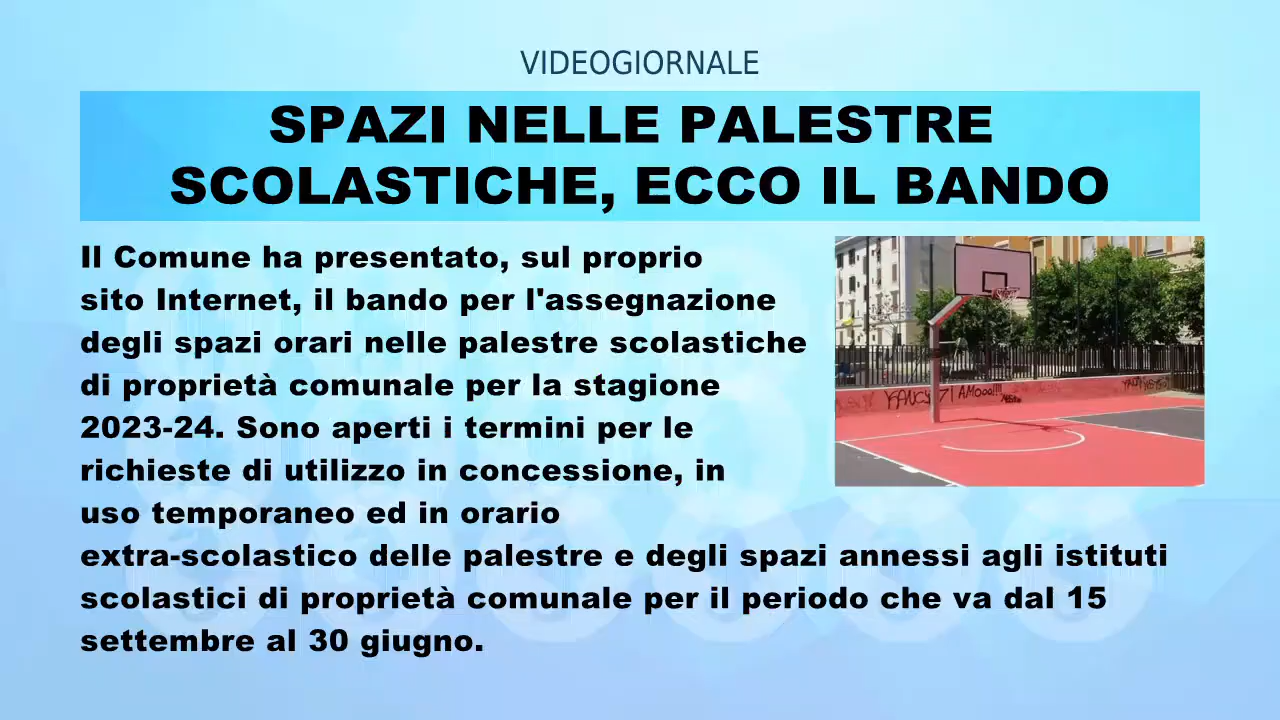 VIDEOGIORNALE
SPAZI NELLE PALESTRE
SCOLASTICHE, ECCO IL BANDO
Il Comune ha presentato, sul proprio
sito Internet, il bando per l'assegnazione
degli spazi orari nelle palestre scolastiche
di proprietà comunale per la stagione
2023-24. Sono aperti i termini per le
richieste di utilizzo in concessione, in
uso temporaneo ed in orario
extra-scolastico delle palestre e degli spazi annessi agli istituti
scolastici di proprietà comunale per il periodo che va dal 15
settembre al 30 giugno.